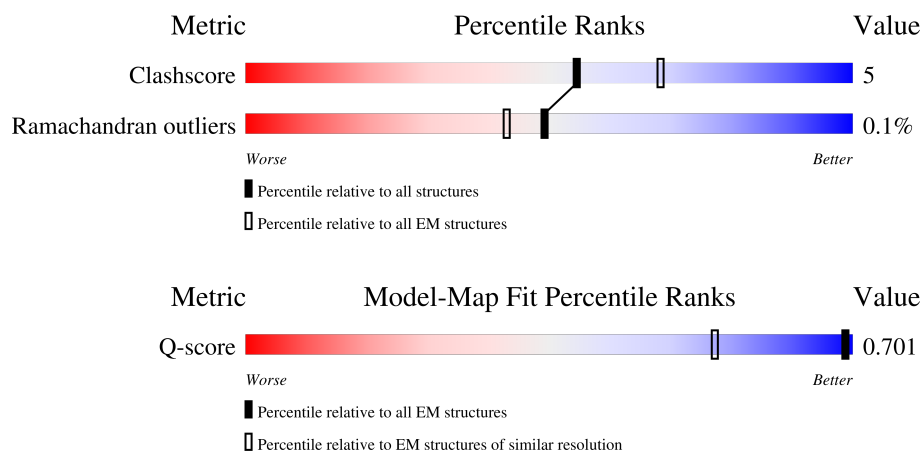 Metric Percentile Ranks Value
Clashscore 5
Ramachandran outliers 0.1%
Worse Better
Percentile relative to all structures
Percentile relative to all EM structures
Metric Model-Map Fit Percentile Ranks Value
Q-score 0.701
Worse Better
Percentile relative to all EM structures
Percentile relative to EM structures of similar resolution